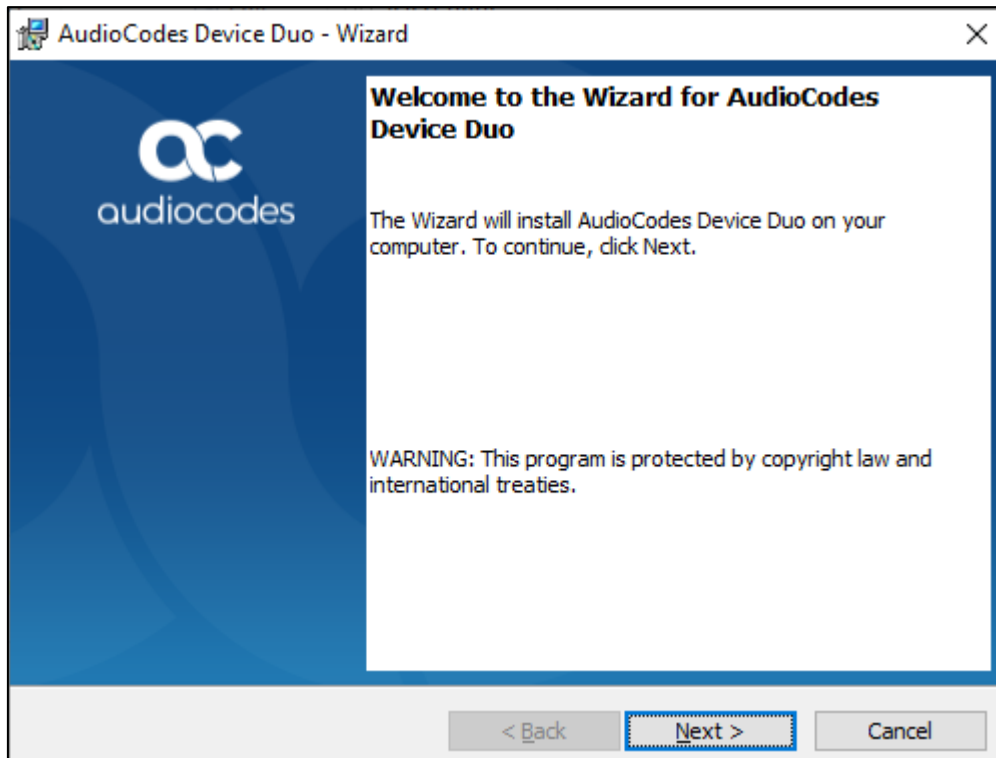 AudioCodes Device Duo - Wizard
audiocodes
Welcome to the Wizard for AudioCodes
Device Duo
The Wizard will install AudioCodes Device Duo on your
computer. To continue, click Next.
WARNING: This program is protected by copyright law and
international treaties.
< Back
Next >
Cancel